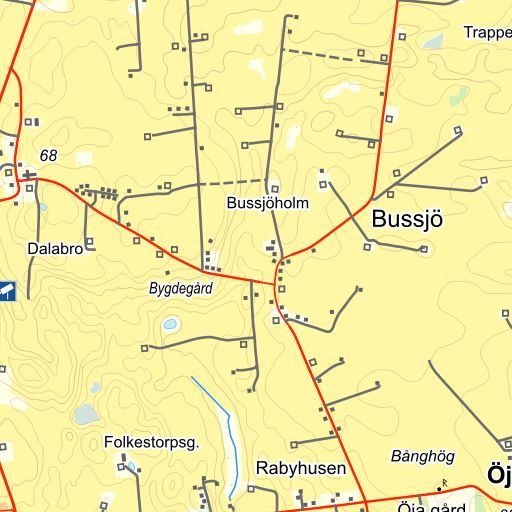 Trappe
68
Bussjöholm
Bussjö
Dalabro
Bygdegård
Folkestorpsg.
Rabyhusen
Bånghög
Öj
Öja gård